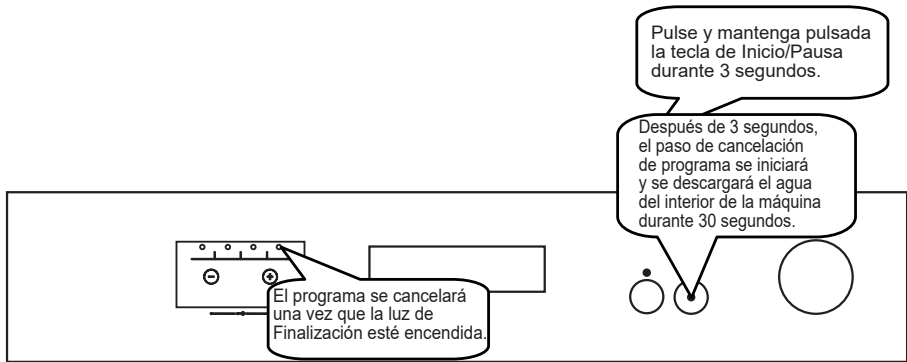 Pulse y mantenga pulsada
la tecla de Inicio/Pausa
durante 3 segundos.
Después de 3 segundos,
el paso de cancelación
de programa se iniciará
y se descargará el agua
del interior de la máquina
durante 30 segundos.
El programa se cancelará
una vez que la luz de
Finalización esté encendida.